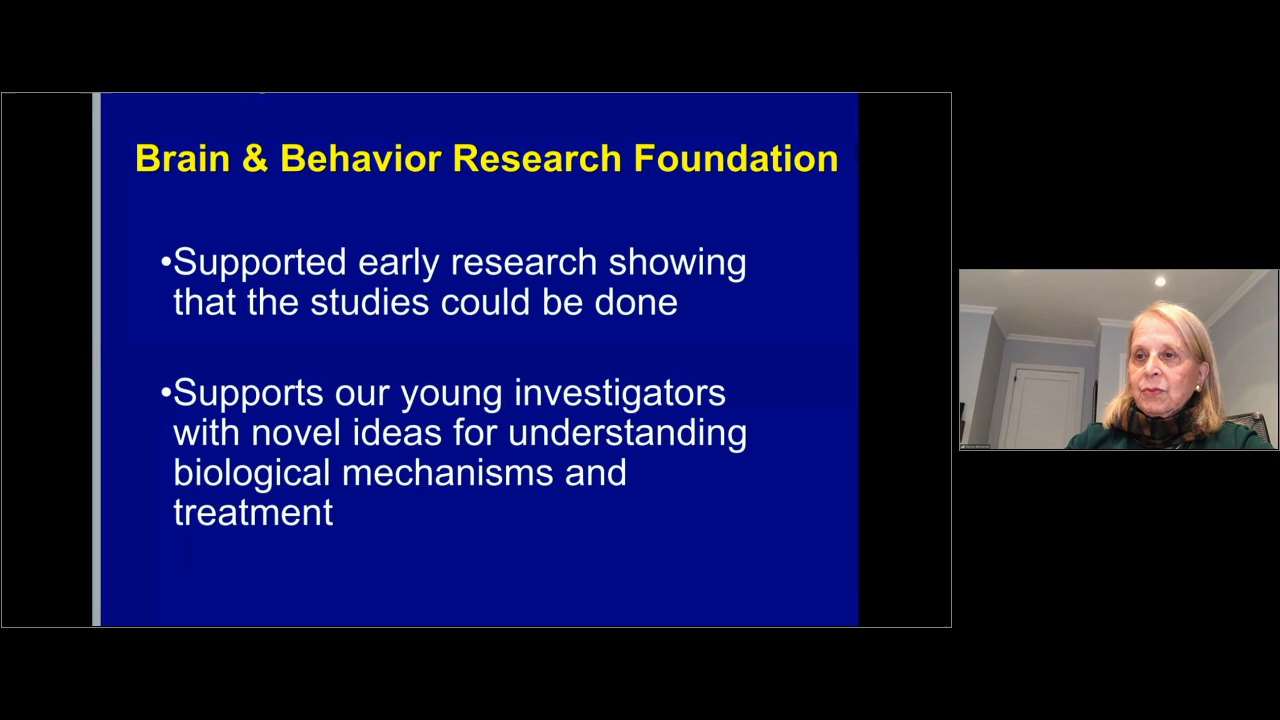 Brain & Behavior Research Foundation
•Supported early research showing
that the studies could be done
•Supports our young investigators
with novel ideas for understanding
biological mechanisms and
treatment